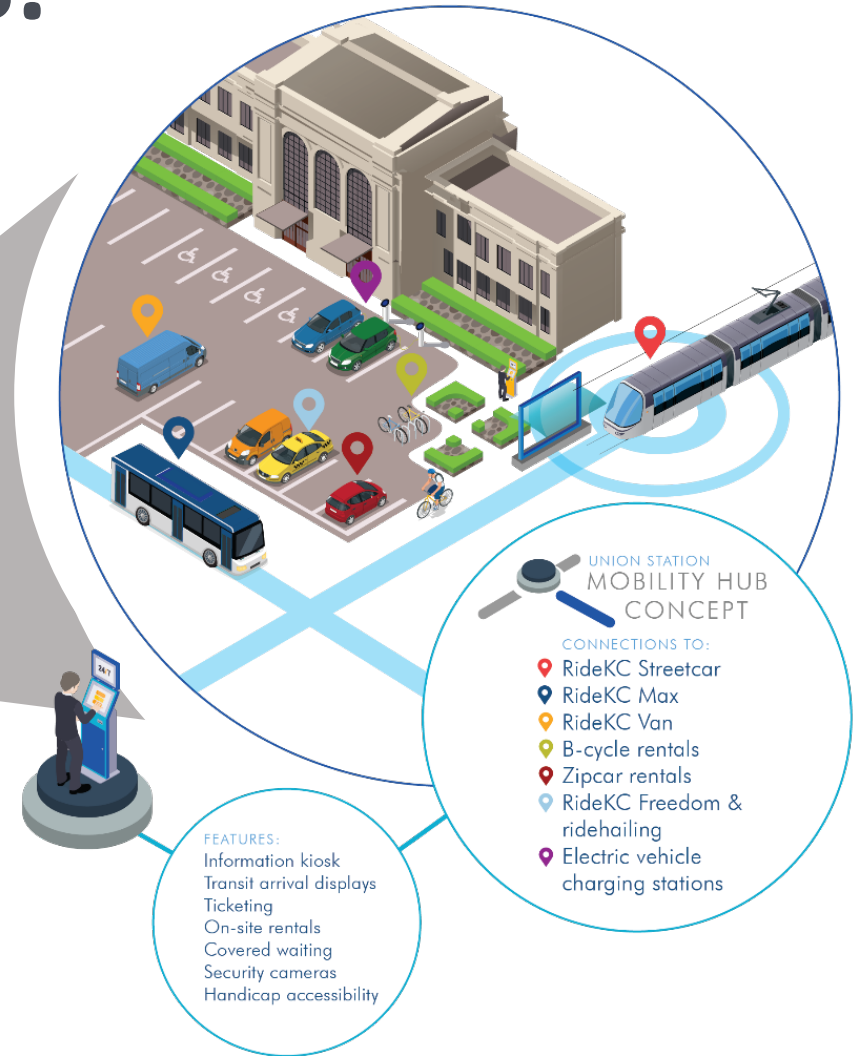 UNION STATION
MOBILITY HUB
CONCEPT
CONNECTIONS TO:
RideKC Streetcar
RideKC Max
RideKC Van
B-cycle rentals
Zipcar rentals
RideKC Freedom &
ridehailing
Electric vehicle
charging stations
24/7
FEATURES:
Information kiosk
Transit arrival displays
Ticketing
On-site rentals
Covered waiting
Security cameras
Handicap accessibility